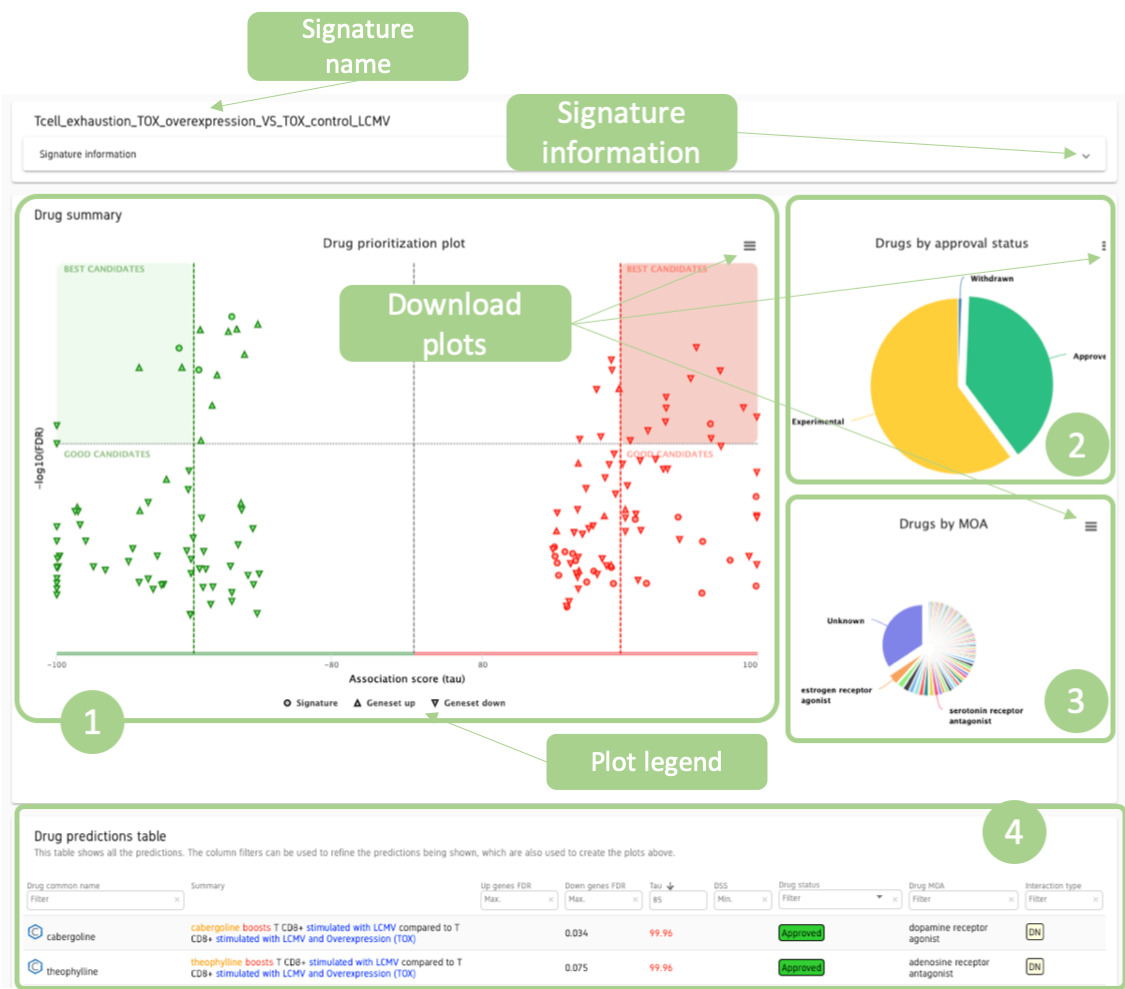 Signature
name
Tcell_exhaustion_TOX_overexpression_VS_TOX_control_LCMV
Signature
information
Signature information
Drug summary
Drug prioritization plot
BEST CANDIDATES
BEST CANDIDATES
Download
plots
GOOD CANDIDATES
GOOD CANDIDATES
-log10(FDR)
-100
-80
80
100
Association score (tau)
Signature
Geneset up
Geneset down
1
Plot legend
Drugs by approval status
Withdrawn
Approve
Experimental
2
Drugs by MOA
Unknown
estrogen receptor
agonist
serotonin receptor
antagonist
3
4
Drug predictions table
This table shows all the predictions. The column filters can be used to refine the predictions being shown, which are also used to create the plots above.
Drug common name Summary Up genes FDR Down genes FDR Tau DSS Drug status Drug MOA Interaction type
Filter Max. Max. 85 Min. Filter Filter Filter
cabergoline cabergoline boosts T CD8+ stimulated with LCMV compared to T 0.034 99.96 Approved dopamine receptor DN
CD8+ stimulated with LCMV and Overexpression (TOX) agonist
theophylline theophylline boosts T CD8+ stimulated with LCMV compared to T 0.075 99.96 Approved adenosine receptor DN
CD8+ stimulated with LCMV and Overexpression (TOX) antagonist